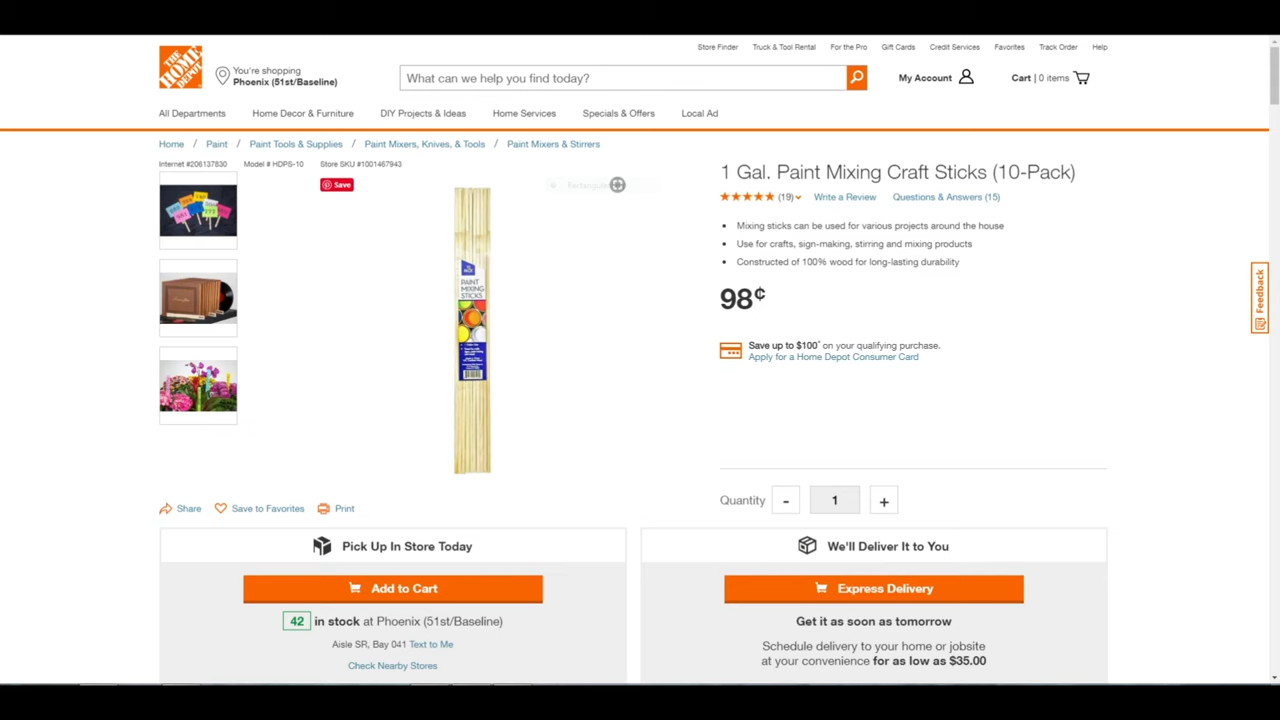 Store Finder Truck & Tool Rental For the Pro Gift Cards Credit Services Favorites Track Order Help
THE HOME DEPOT
You're shopping
Phoenix (51st/Baseline)
What can we help you find today?
My Account
Cart | 0 items
All Departments Home Decor & Furniture DIY Projects & Ideas Home Services Specials & Offers Local Ad
Home / Paint / Paint Tools & Supplies / Paint Mixers, Knives, & Tools / Paint Mixers & Stirrers
Internet #206137830 Model # HDPS-10 Store SKU #1001467943
Save
Rectangular
PAINT
MIXING
STICKS
1 Gal. Paint Mixing Craft Sticks (10-Pack)
(19) Write a Review Questions & Answers (15)
• Mixing sticks can be used for various projects around the house
• Use for crafts, sign-making, stirring and mixing products
• Constructed of 100% wood for long-lasting durability
98¢
Save up to $100* on your qualifying purchase.
Apply for a Home Depot Consumer Card
Feedback
Quantity - 1 +
Share Save to Favorites Print
Pick Up In Store Today
Add to Cart
42 in stock at Phoenix (51st/Baseline)
Aisle SR, Bay 041 Text to Me
Check Nearby Stores
We'll Deliver It to You
Express Delivery
Get it as soon as tomorrow
Schedule delivery to your home or jobsite
at your convenience for as low as $35.00